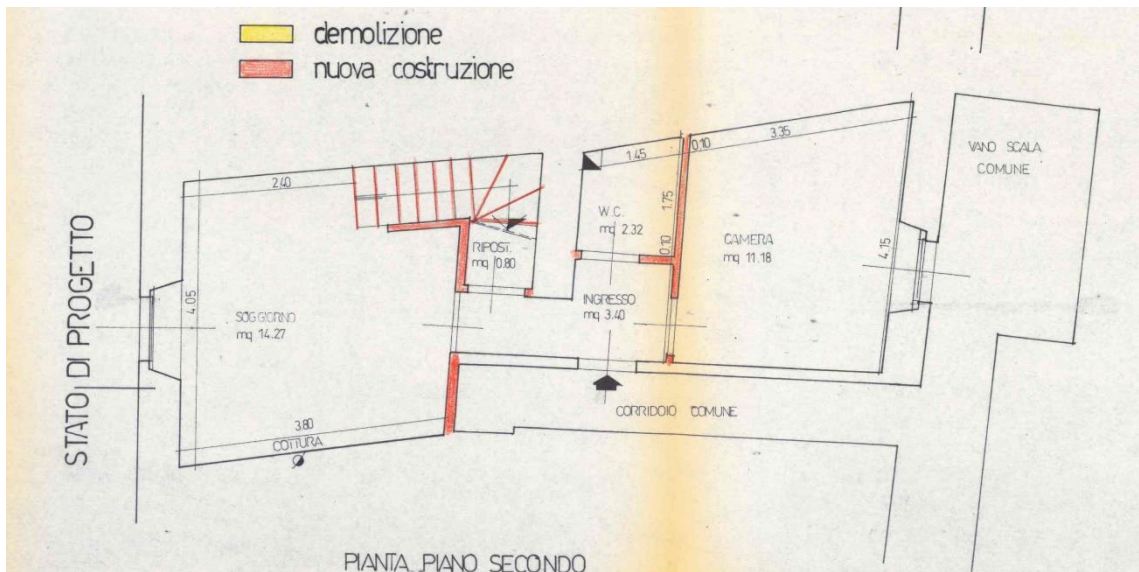 demolizione
nuova costruzione
STATO DI PROGETTO
2.40
4.05
SOGGIORNO
mq 14.27
3.80
COTTURA
RIPOST.
mq 0.80
1.45
0.10
3.35
1.75
W.C.
mq 2.32
0.10
CAMERA
mq 11.18
4.15
INGRESSO
mq 3.40
CORRIDOIO COMUNE
VANO SCALA
COMUNE
PIANTA PIANO SECONDO